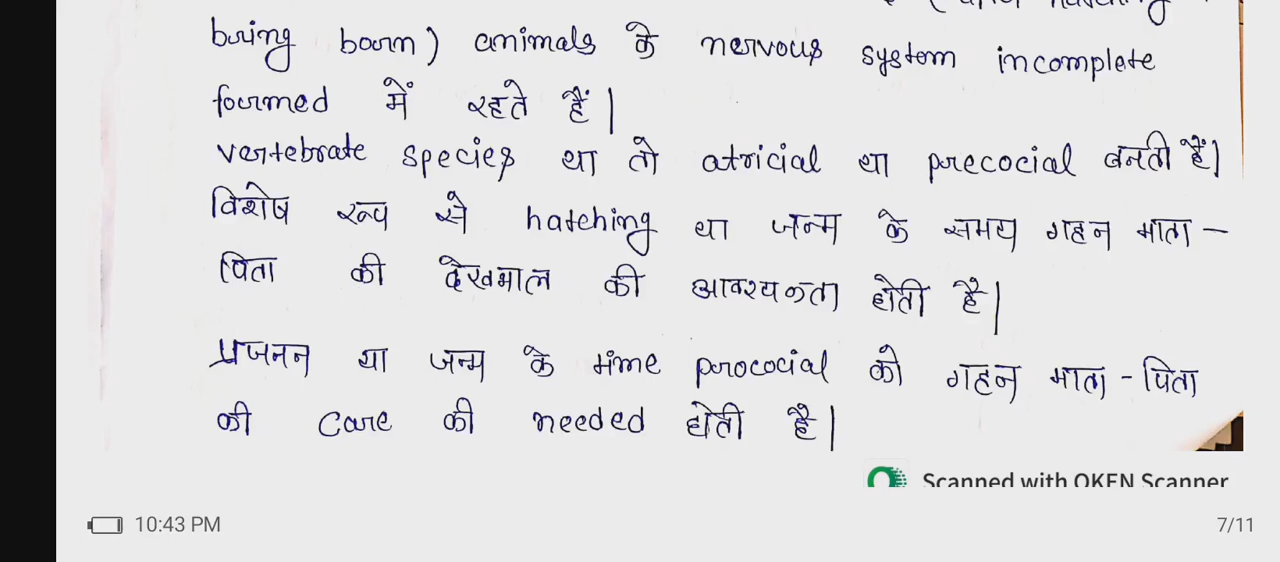 being born) animals के nervous system incomplete
formed में रहते हैं|
vertebrate species या तो atricial या precocial बनती हैं|
विशेष रूप से hatching या जन्म के समय गहन माता -
पिता की देखभाल की आवश्यकता होती है|
प्रजनन या जन्म के time precocial को गहन माता - पिता
की care की needed होती है|
Scanned with OKEN Scanner
10:43 PM
7/11